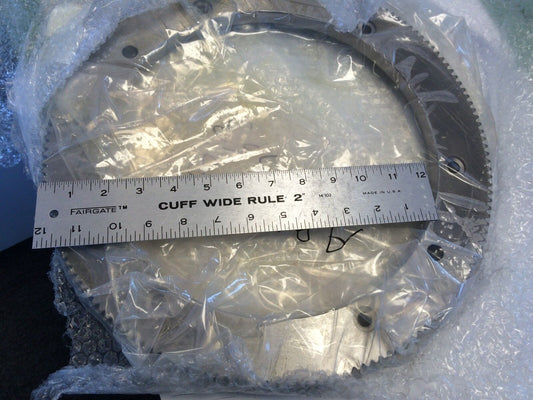 1 2 3 4 5 6 7 8 9 10 11 12
FAIRGATE™ CUFF WIDE RULE 2" MADE IN U.S.A.
12 11 10 9 8 7 6 5 4 3 2 1